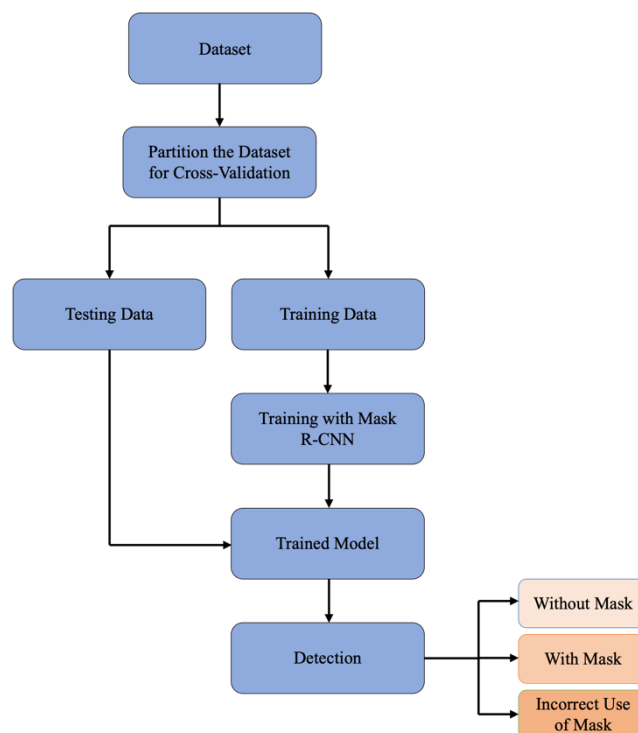 Dataset
Partition the Dataset
for Cross-Validation
Testing Data
Training Data
Training with Mask
R-CNN
Trained Model
Detection
Without Mask
With Mask
Incorrect Use
of Mask